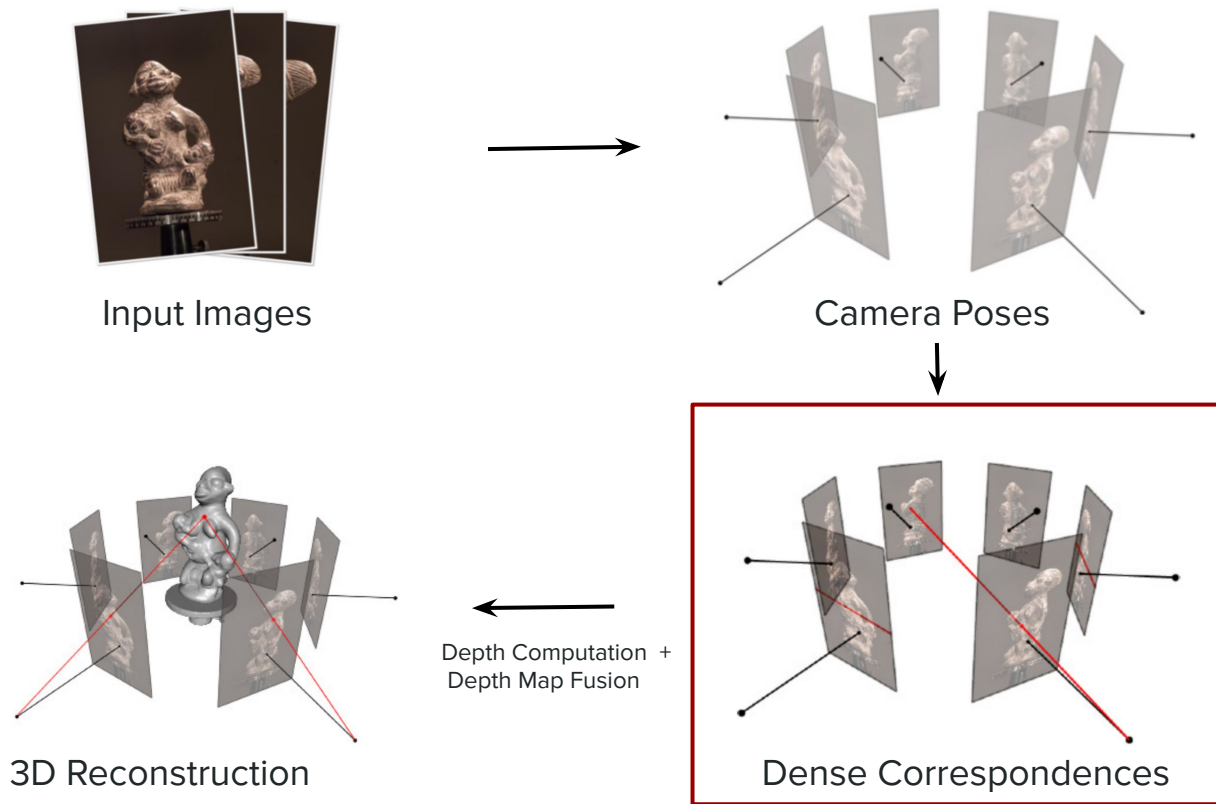 Input Images
Camera Poses
Depth Computation +
Depth Map Fusion
3D Reconstruction
Dense Correspondences